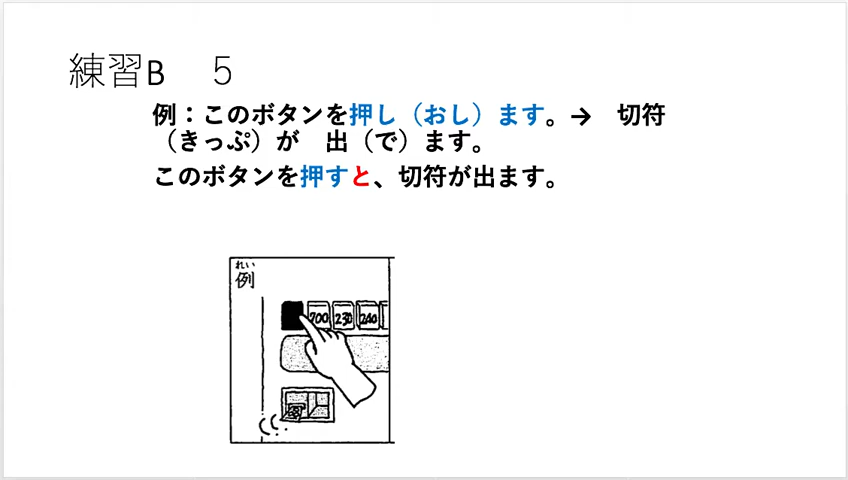 練習B　5
例：このボタンを押し（おし）ます。→　切符
（きっぷ）が　出（で）ます。
このボタンを押すと、切符が出ます。
れい
例
700 230 240